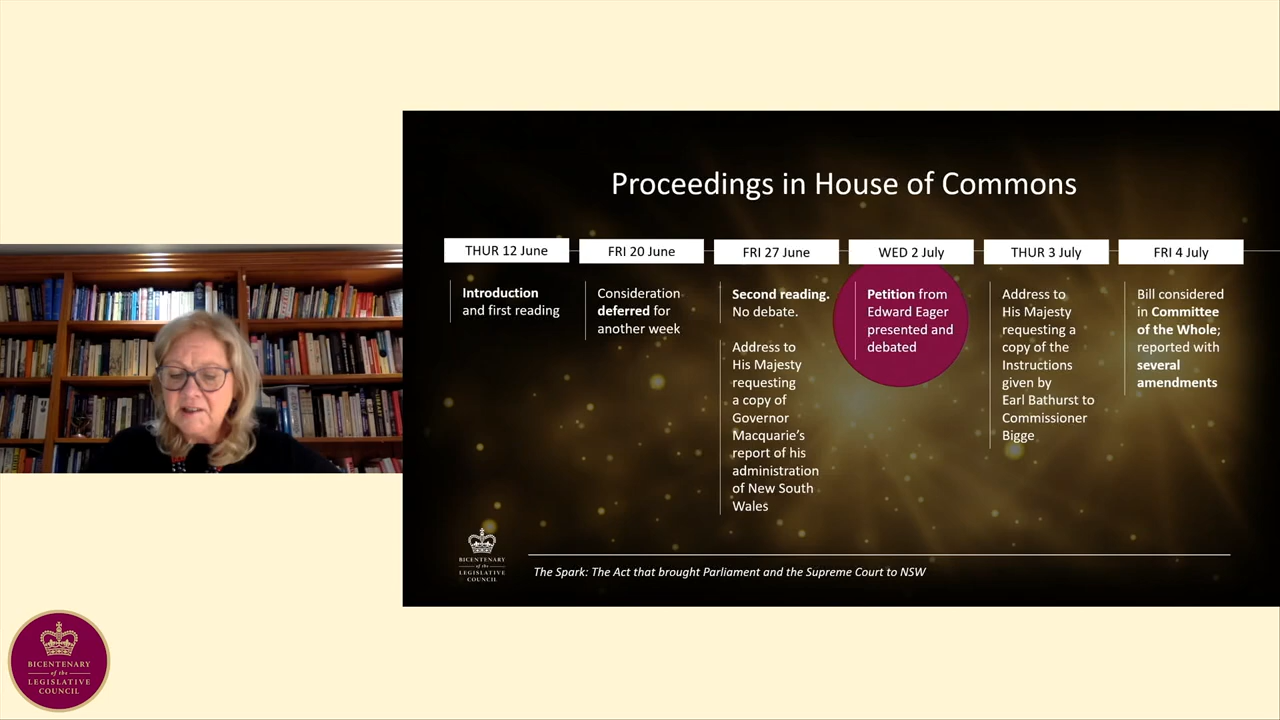 Proceedings in House of Commons
THUR 12 June
Introduction
and first reading
FRI 20 June
Consideration
deferred for
another week
FRI 27 June
Second reading.
No debate.
Address to
His Majesty
requesting
a copy of
Governor
Macquarie’s
report of his
administration
of New South
Wales
WED 2 July
Petition from
Edward Eager
presented and
debated
THUR 3 July
Address to
His Majesty
requesting a
copy of the
Instructions
given by
Earl Bathurst to
Commissioner
Bigge
FRI 4 July
Bill considered
in Committee
of the Whole;
reported with
several
amendments
BICENTENARY
of the
LEGISLATIVE
COUNCIL
The Spark: The Act that brought Parliament and the Supreme Court to NSW
BICENTENARY
of the
LEGISLATIVE
COUNCIL